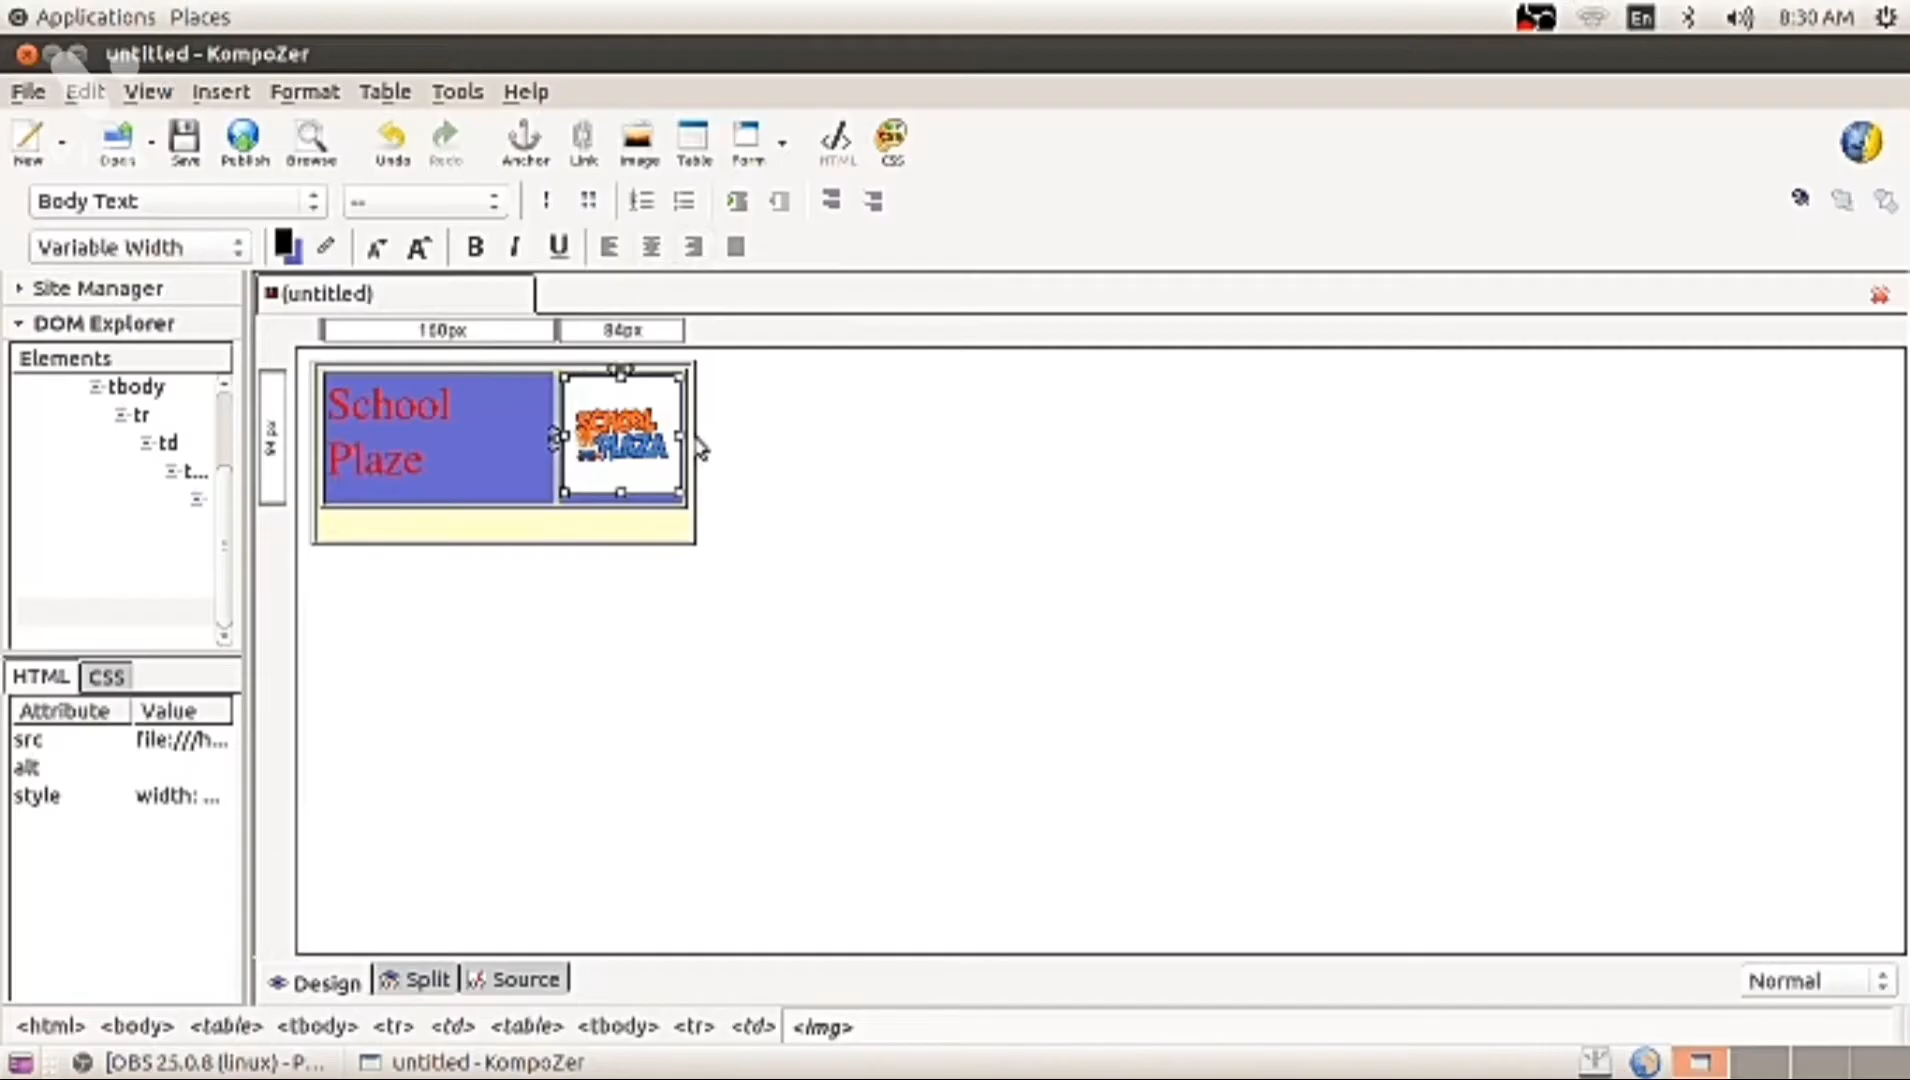 Applications Places
En
8:30 AM
untitled - KompoZer
File Edit View Insert Format Table Tools Help
New Open Save Publish Browse Undo Redo Anchor Link Image Table Form HTML CSS
Body Text
--
Variable Width
B I U
Site Manager
(untitled)
DOM Explorer
Elements
tbody
tr
td
t...
84px
School
Plaze
SCHOOL
PLAZA
HTML CSS
Attribute Value
src file:///h...
alt
style width: ...
Design Split Source
Normal
<html> <body> <table> <tbody> <tr> <td> <table> <tbody> <tr> <td> <img>
[OBS 25.0.8 (linux) - P...
untitled - KompoZer